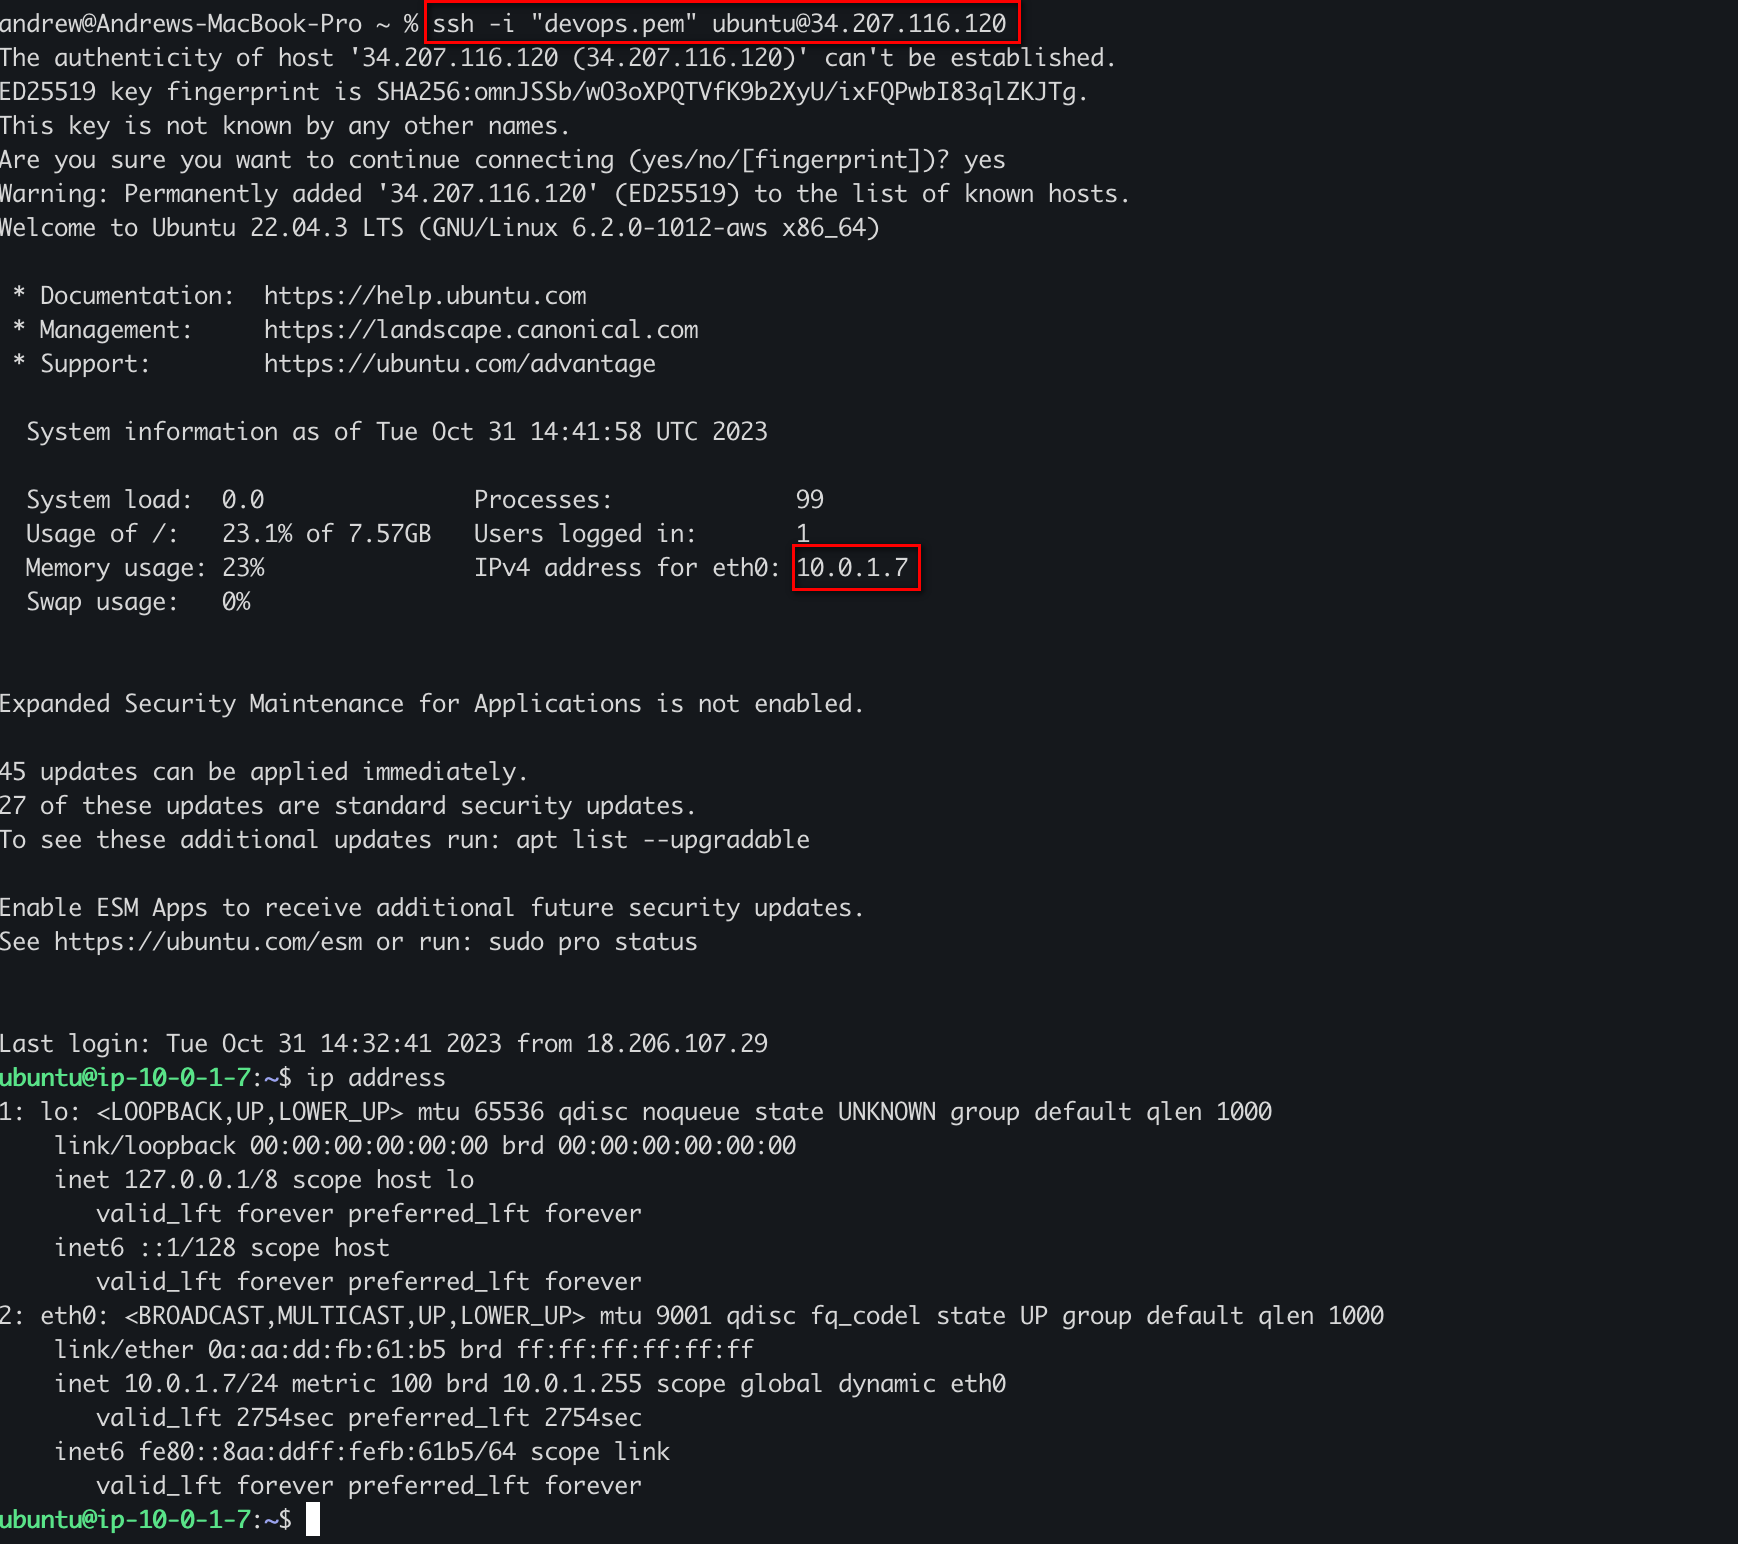 andrew@Andrews-MacBook-Pro ~ % ssh -i "devops.pem" ubuntu@34.207.116.120
The authenticity of host '34.207.116.120 (34.207.116.120)' can't be established.
ED25519 key fingerprint is SHA256:omnJSSb/wO3oXPQTVfK9b2XyU/ixFQPwbI83qlZKJTg.
This key is not known by any other names.
Are you sure you want to continue connecting (yes/no/[fingerprint])? yes
Warning: Permanently added '34.207.116.120' (ED25519) to the list of known hosts.
Welcome to Ubuntu 22.04.3 LTS (GNU/Linux 6.2.0-1012-aws x86_64)
* Documentation:  https://help.ubuntu.com
* Management:     https://landscape.canonical.com
* Support:        https://ubuntu.com/advantage
System information as of Tue Oct 31 14:41:58 UTC 2023
System load:  0.0               Processes:             99
Usage of /:   23.1% of 7.57GB   Users logged in:       1
Memory usage: 23%               IPv4 address for eth0: 10.0.1.7
Swap usage:   0%
Expanded Security Maintenance for Applications is not enabled.
45 updates can be applied immediately.
27 of these updates are standard security updates.
To see these additional updates run: apt list --upgradable
Enable ESM Apps to receive additional future security updates.
See https://ubuntu.com/esm or run: sudo pro status
Last login: Tue Oct 31 14:32:41 2023 from 18.206.107.29
ubuntu@ip-10-0-1-7:~$ ip address
1: lo: <LOOPBACK,UP,LOWER_UP> mtu 65536 qdisc noqueue state UNKNOWN group default qlen 1000
link/loopback 00:00:00:00:00:00 brd 00:00:00:00:00:00
inet 127.0.0.1/8 scope host lo
valid_lft forever preferred_lft forever
inet6 ::1/128 scope host
valid_lft forever preferred_lft forever
2: eth0: <BROADCAST,MULTICAST,UP,LOWER_UP> mtu 9001 qdisc fq_codel state UP group default qlen 1000
link/ether 0a:aa:dd:fb:61:b5 brd ff:ff:ff:ff:ff:ff
inet 10.0.1.7/24 metric 100 brd 10.0.1.255 scope global dynamic eth0
valid_lft 2754sec preferred_lft 2754sec
inet6 fe80::8aa:ddff:fefb:61b5/64 scope link
valid_lft forever preferred_lft forever
ubuntu@ip-10-0-1-7:~$